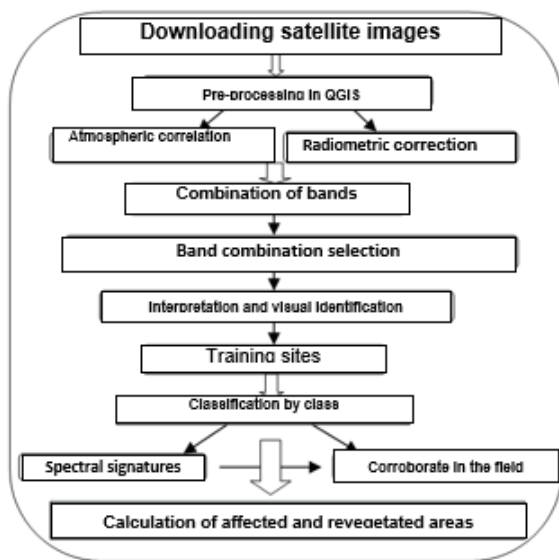 Downloading satellite images
Pre-processing in QGIS
Atmospheric correlation
Radiometric correction
Combination of bands
Band combination selection
Interpretation and visual identification
Training sites
Classification by class
Spectral signatures
Corroborate in the field
Calculation of affected and revegetated areas